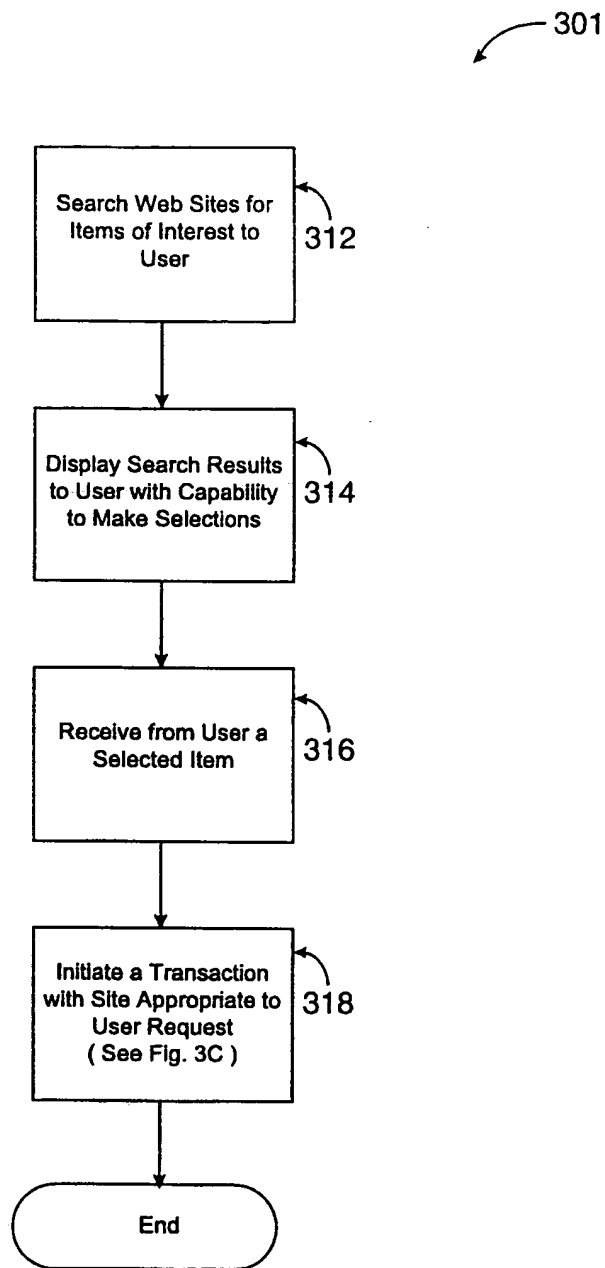 301
Search Web Sites for
Items of Interest to
User
312
Display Search Results
to User with Capability
to Make Selections
314
Receive from User a
Selected Item
316
Initiate a Transaction
with Site Appropriate to
User Request
( See Fig. 3C )
318
End